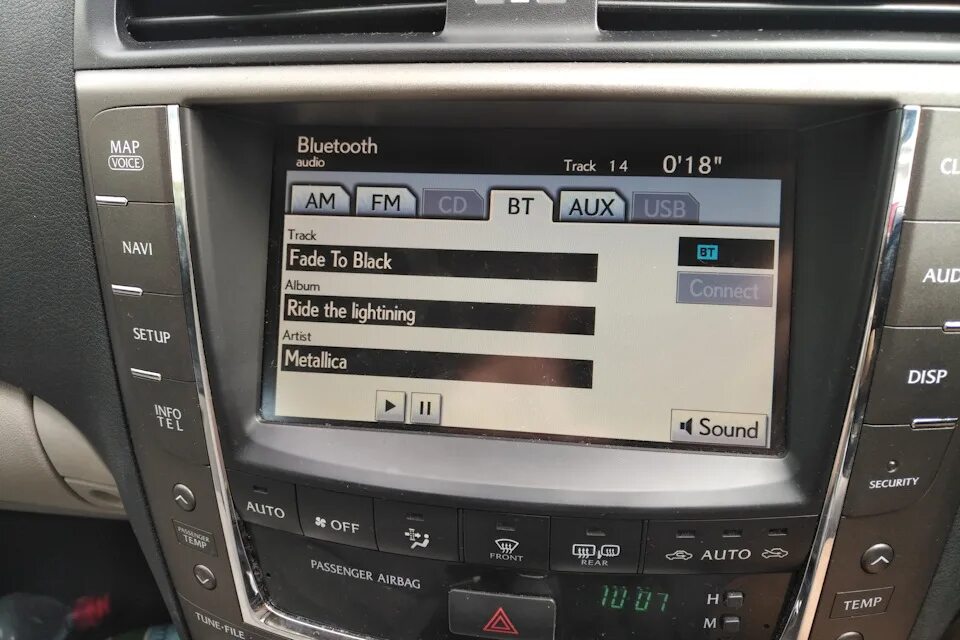 Bluetooth
audio
Track 14 0'18"
AM FM CD BT AUX USB
Track
Fade To Black
BT
Connect
Album
Ride the lightining
Artist
Metallica
Sound
MAP
VOICE
NAVI
SETUP
INFO
TEL
PASSENGER
TEMP
TUNE·FILE
DISP
SECURITY
TEMP
AUTO
OFF
FRONT
REAR
AUTO
PASSENGER AIRBAG
10:07
H
M